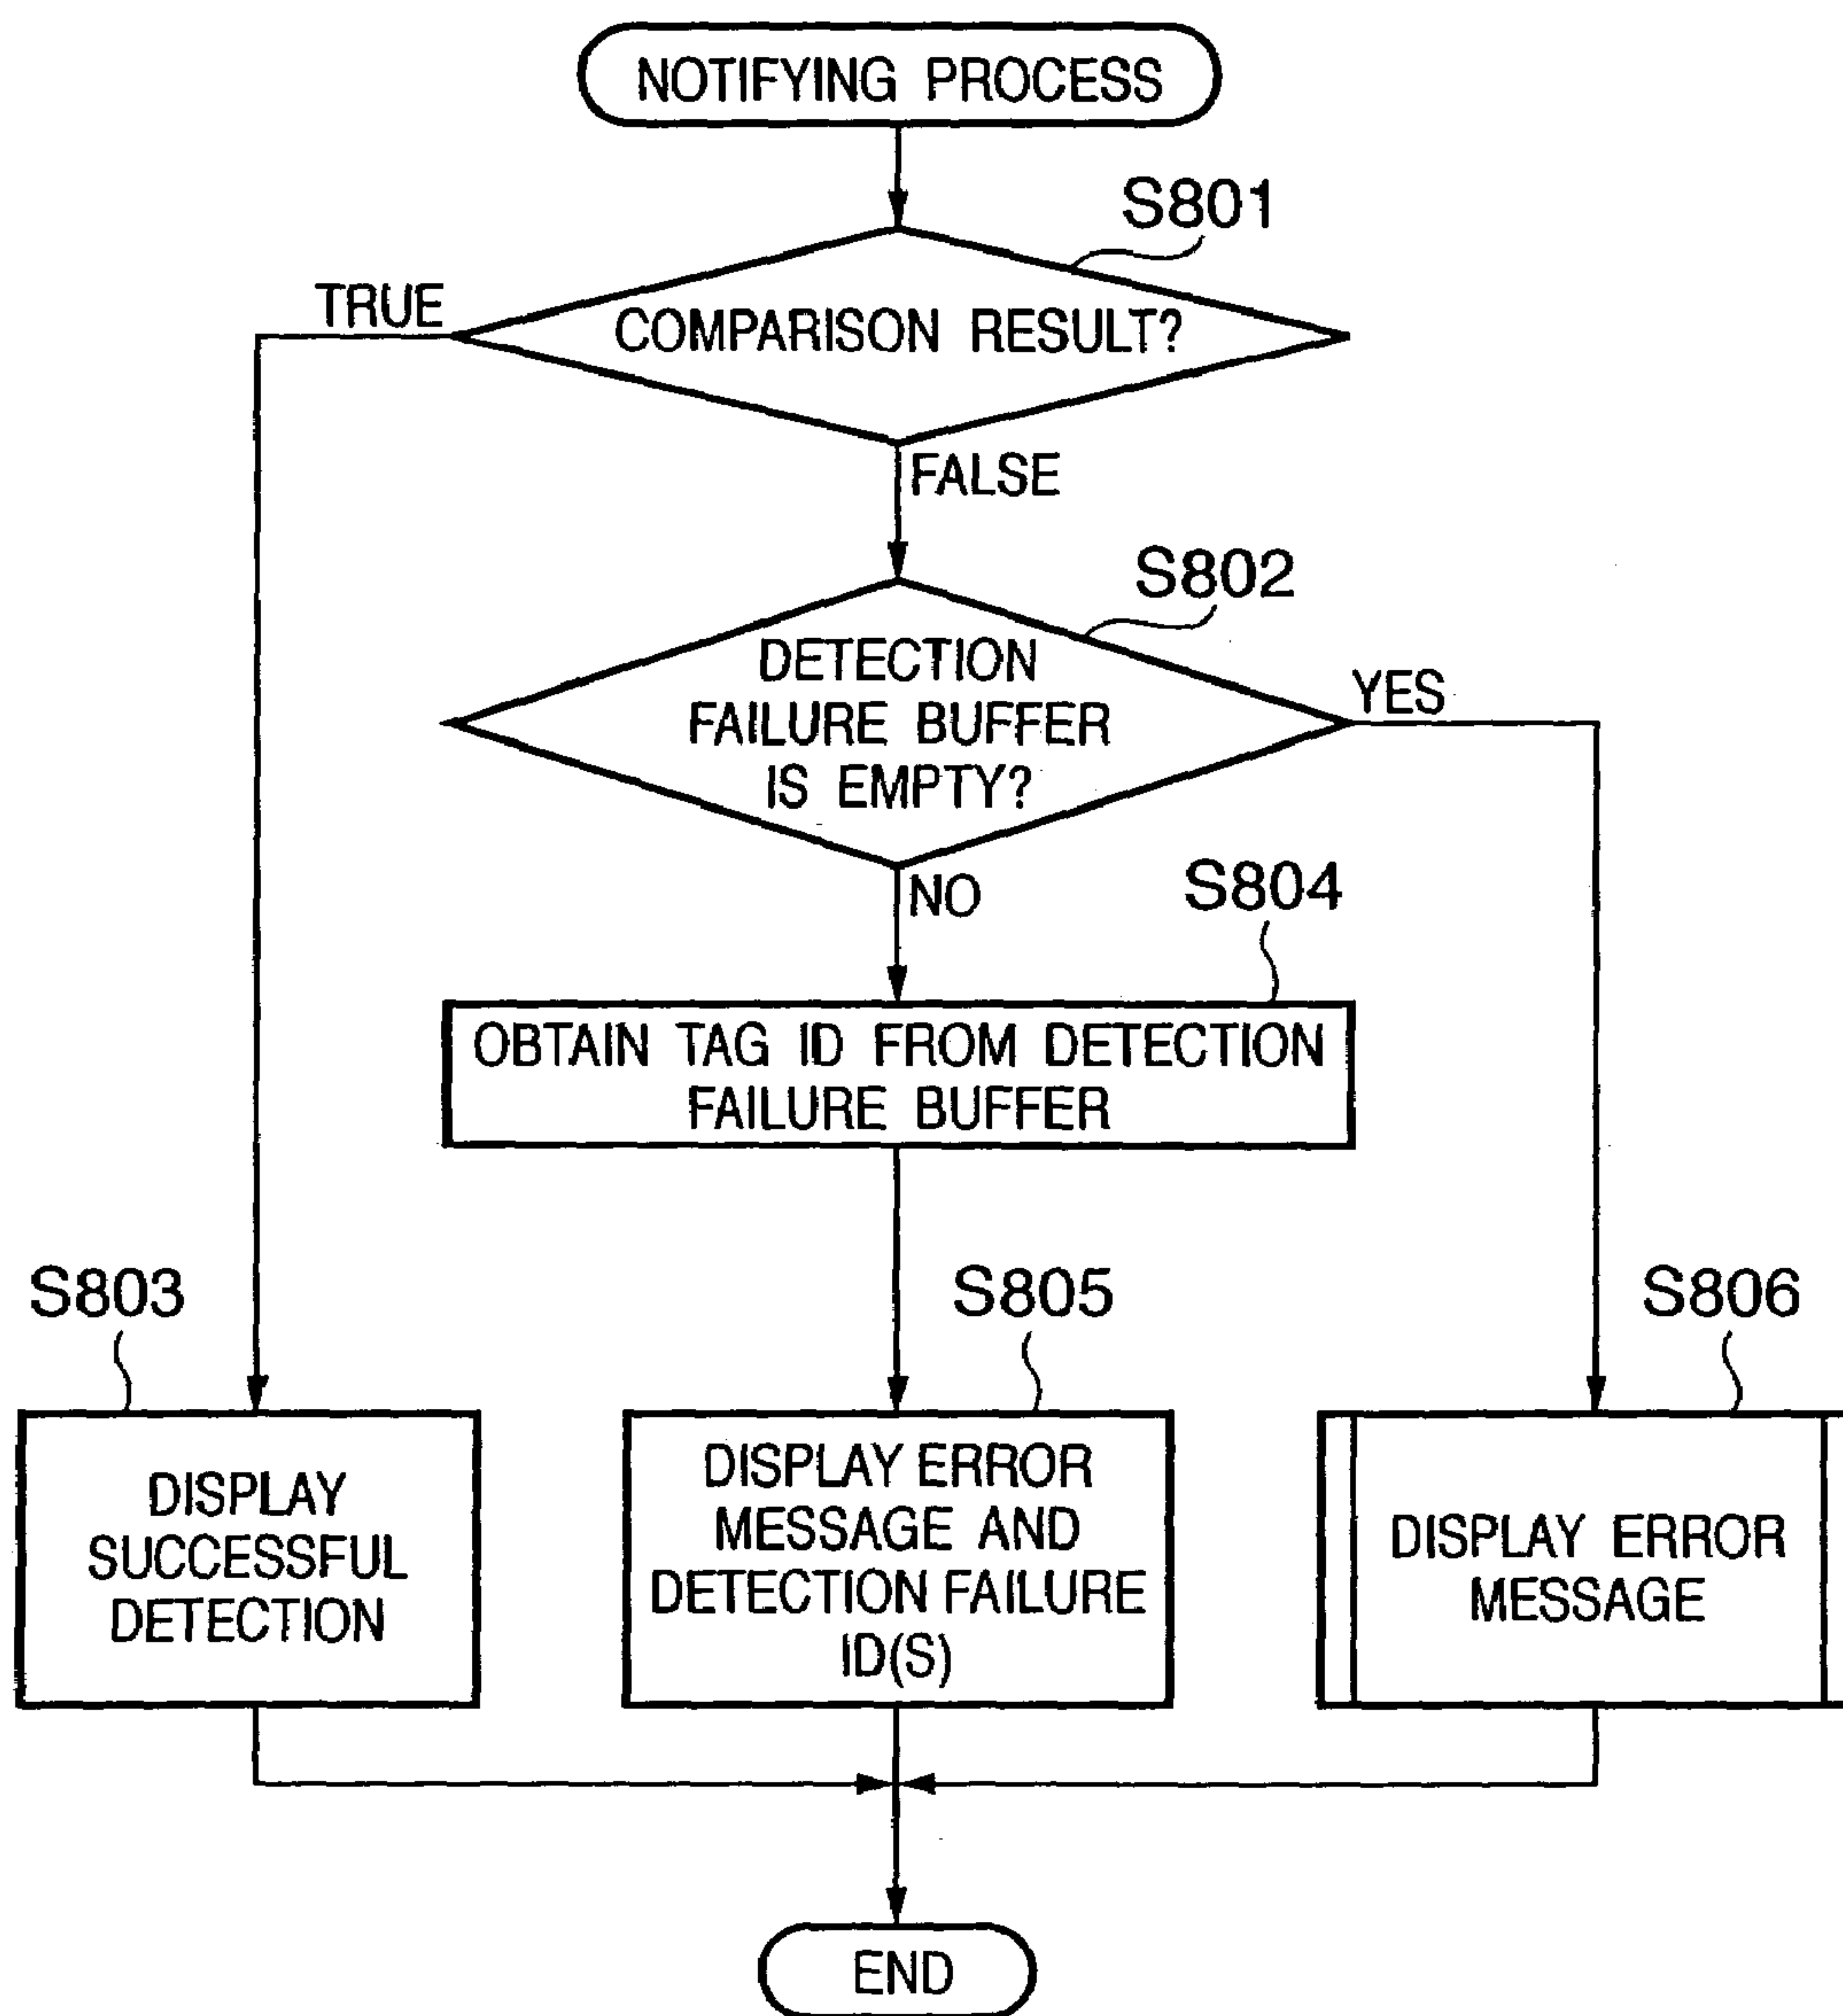 NOTIFYING PROCESS
S801
TRUE
COMPARISON RESULT?
FALSE
S802
DETECTION
FAILURE BUFFER
IS EMPTY?
YES
NO
S804
OBTAIN TAG ID FROM DETECTION
FAILURE BUFFER
S803
DISPLAY
SUCCESSFUL
DETECTION
S805
DISPLAY ERROR
MESSAGE AND
DETECTION FAILURE
ID(S)
S806
DISPLAY ERROR
MESSAGE
END